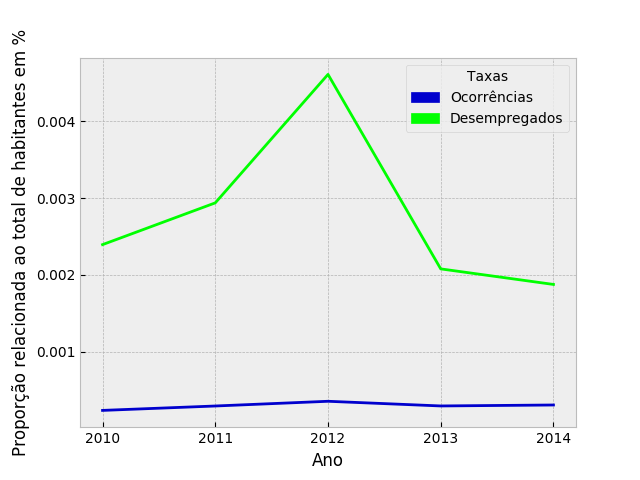 Proporção relacionada ao total de habitantes em %
Taxas
Ocorrências
Desempregados
0.004
0.003
0.002
0.001
2010 2011 2012 2013 2014
Ano